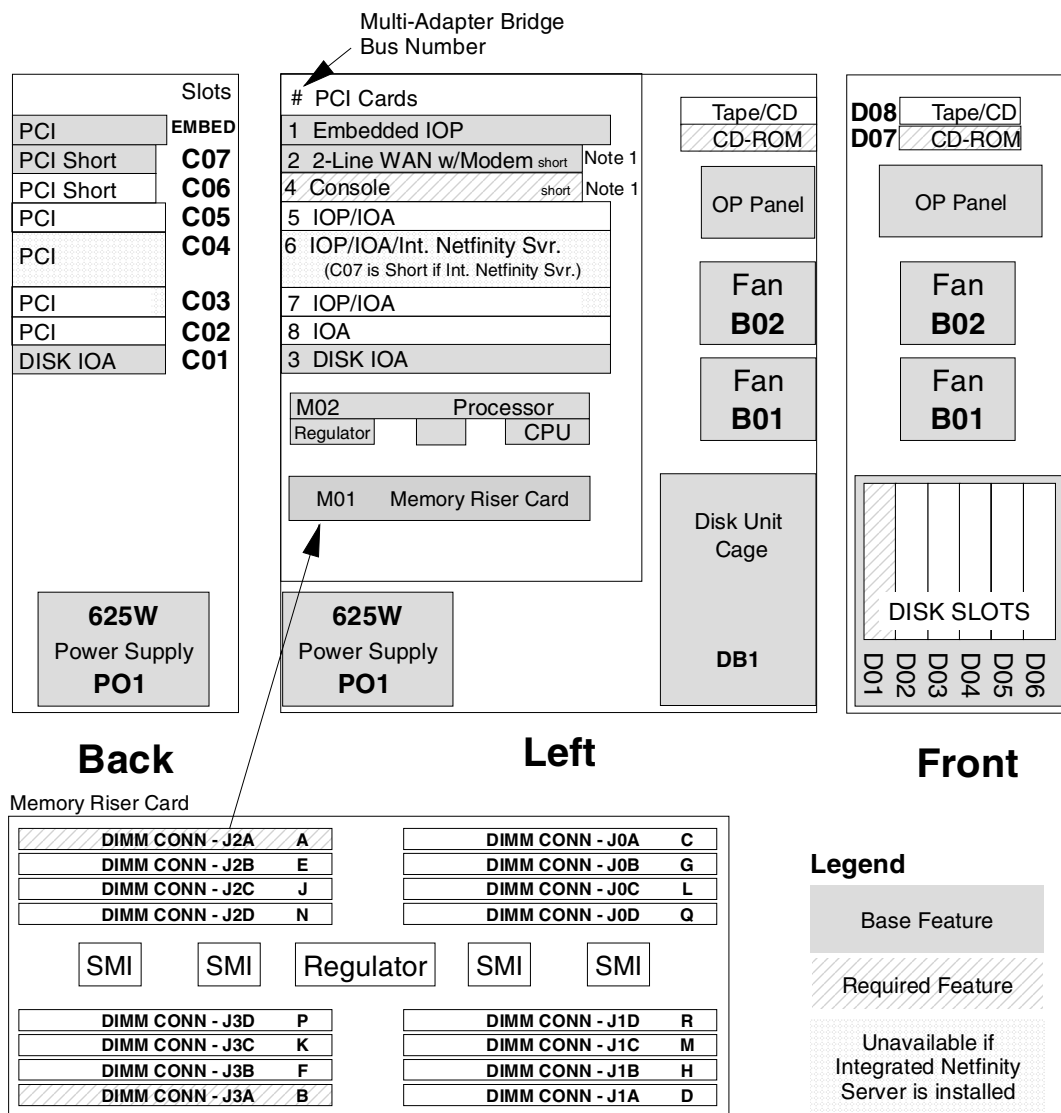 Multi-Adapter Bridge
Bus Number
Slots
PCI EMBED
PCI Short C07
PCI Short C06
PCI C05
PCI C04
PCI C03
PCI C02
DISK IOA C01
625W
Power Supply
PO1
Back
# PCI Cards
1 Embedded IOP
2 2-Line WAN w/Modem short Note 1
4 Console short Note 1
5 IOP/IOA
6 IOP/IOA/Int. Netfinity Svr.
(C07 is Short if Int. Netfinity Svr.)
7 IOP/IOA
8 IOA
3 DISK IOA
M02 Processor
Regulator CPU
M01 Memory Riser Card
625W
Power Supply
PO1
Tape/CD
CD-ROM
OP Panel
Fan
B02
Fan
B01
Disk Unit
Cage
DB1
Left
D08 Tape/CD
D07 CD-ROM
OP Panel
Fan
B02
Fan
B01
DISK SLOTS
D01
D02
D03
D04
D05
D06
Front
Memory Riser Card
DIMM CONN - J2A A
DIMM CONN - J2B E
DIMM CONN - J2C J
DIMM CONN - J2D N
DIMM CONN - J0A C
DIMM CONN - J0B G
DIMM CONN - J0C L
DIMM CONN - J0D Q
SMI SMI Regulator SMI SMI
DIMM CONN - J3D P
DIMM CONN - J3C K
DIMM CONN - J3B F
DIMM CONN - J3A B
DIMM CONN - J1D R
DIMM CONN - J1C M
DIMM CONN - J1B H
DIMM CONN - J1A D
Legend
Base Feature
Required Feature
Unavailable if
Integrated Netfinity
Server is installed